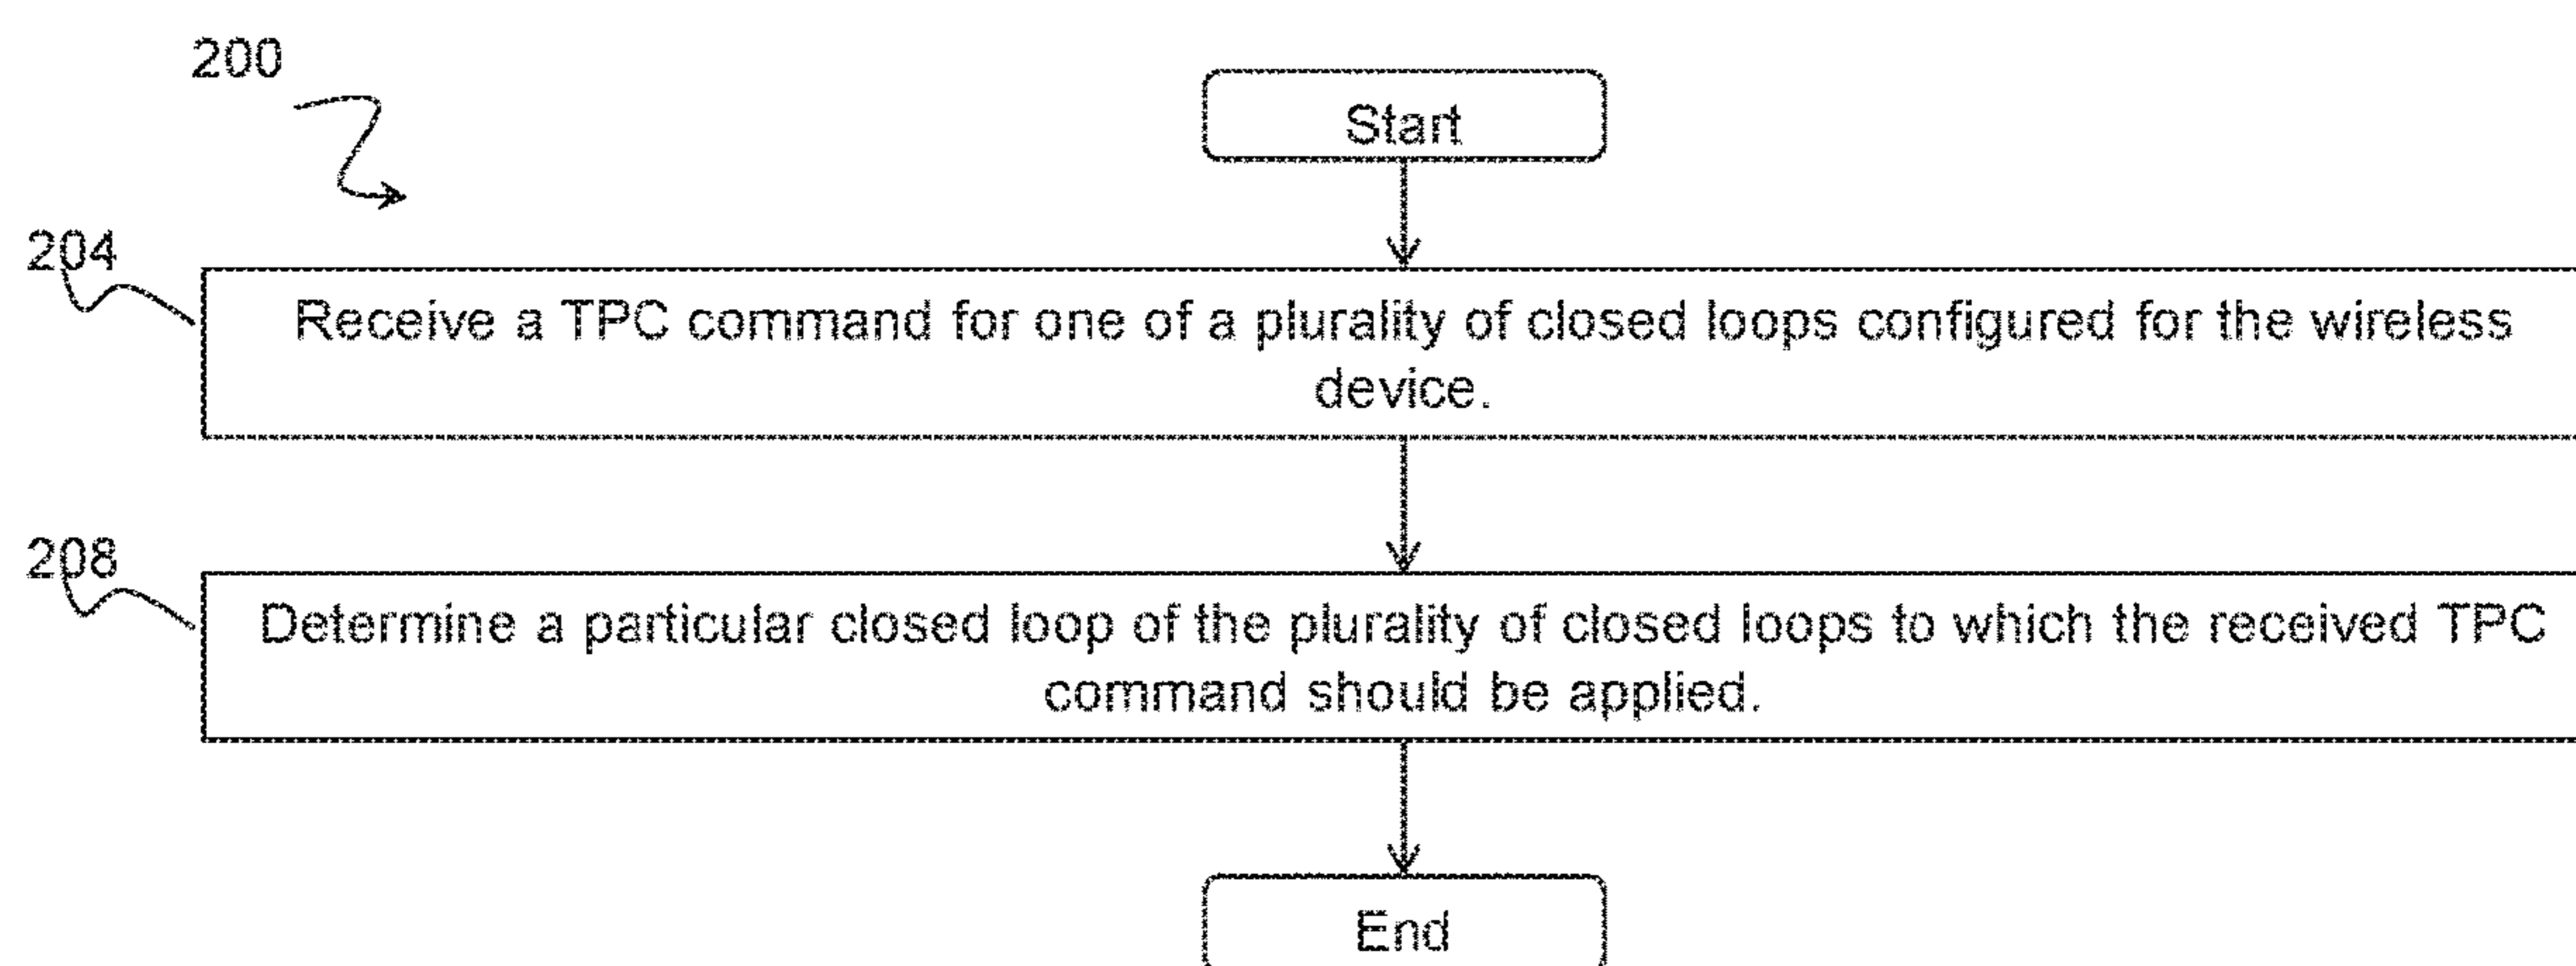 200
Start
204
Receive a TPC command for one of a plurality of closed loops configured for the wireless
device.
208
Determine a particular closed loop of the plurality of closed loops to which the received TPC
command should be applied.
End